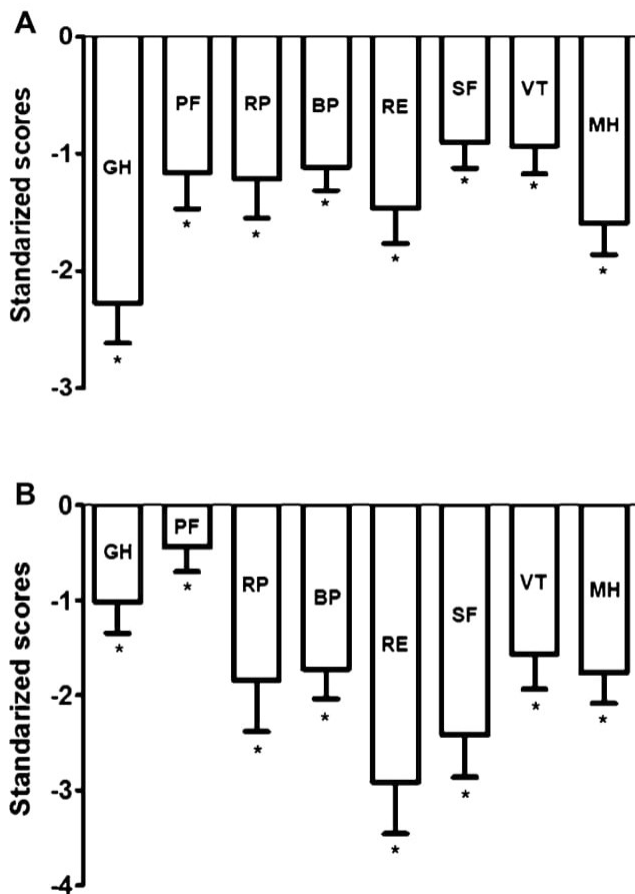 A
Standarized scores
0
-1
-2
-3
GH
PF
RP
BP
RE
SF
VT
MH
*
*
*
*
*
*
*
*
B
Standarized scores
0
-1
-2
-3
-4
GH
PF
RP
BP
RE
SF
VT
MH
*
*
*
*
*
*
*
*